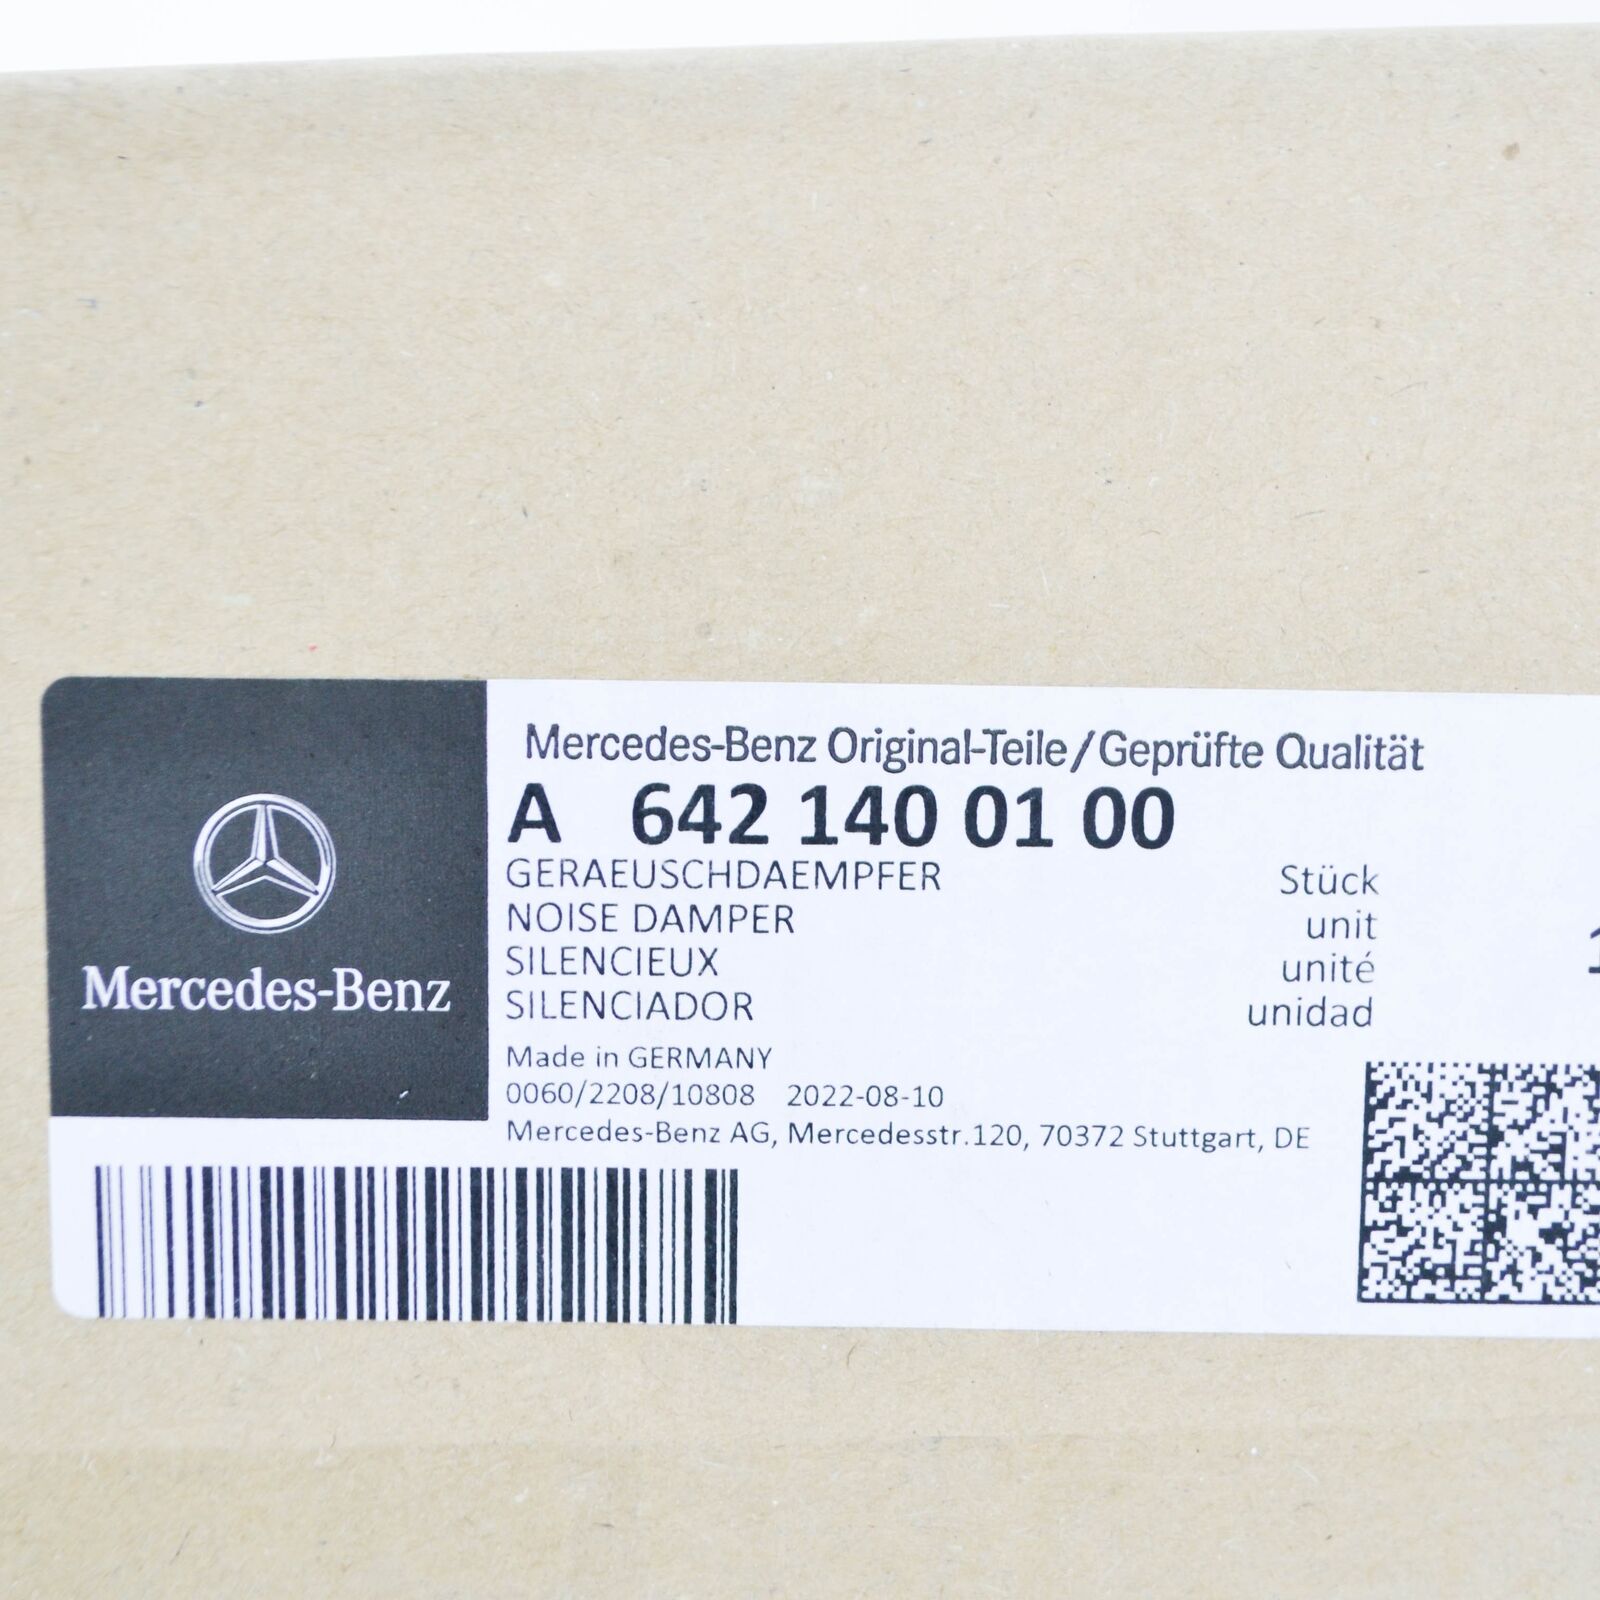 Mercedes-Benz
Mercedes-Benz Original-Teile/Geprüfte Qualität
A 642 140 01 00
GERAEUSCHDAEMPFER Stück
NOISE DAMPER unit
SILENCIEUX unité
SILENCIADOR unidad
Made in GERMANY
0060/2208/10808 2022-08-10
Mercedes-Benz AG, Mercedesstr.120, 70372 Stuttgart, DE